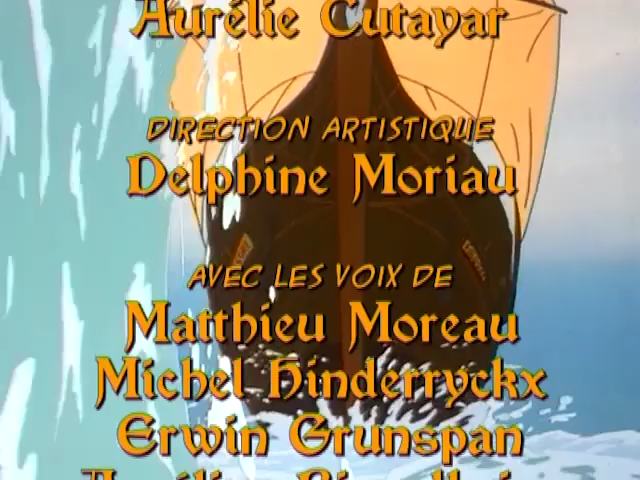 Aurélie Cutayar
DIRECTION ARTISTIQUE
Delphine Moriau
AVEC LES VOIX DE
Matthieu Moreau
Michel Hinderryckx
Erwin Grunspan